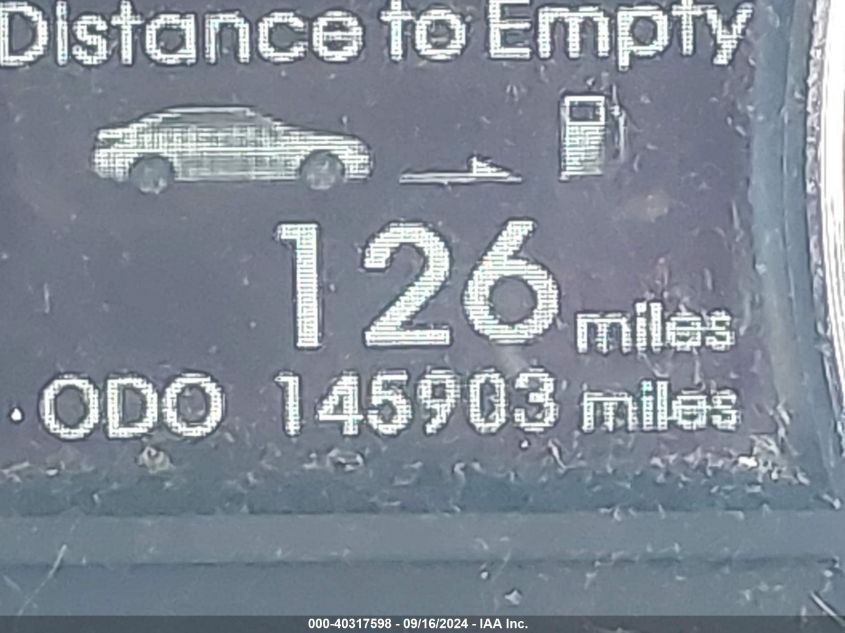 Distance to Empty
126 miles
ODO 145903 miles
000-40317598 - 09/16/2024 - IAA Inc.